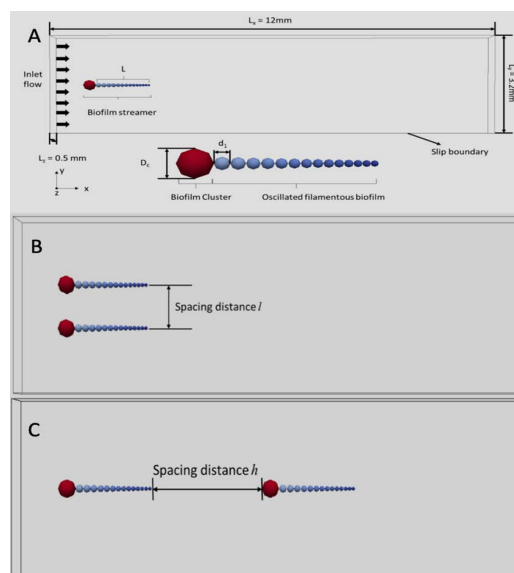 Lx = 12mm
A
Inlet
flow
L
Biofilm streamer
Ly = 3.2mm
Lz = 0.5 mm
y
z
x
Dc
d1
Slip boundary
Biofilm Cluster
Oscillated filamentous biofilm
B
Spacing distance l
C
Spacing distance h